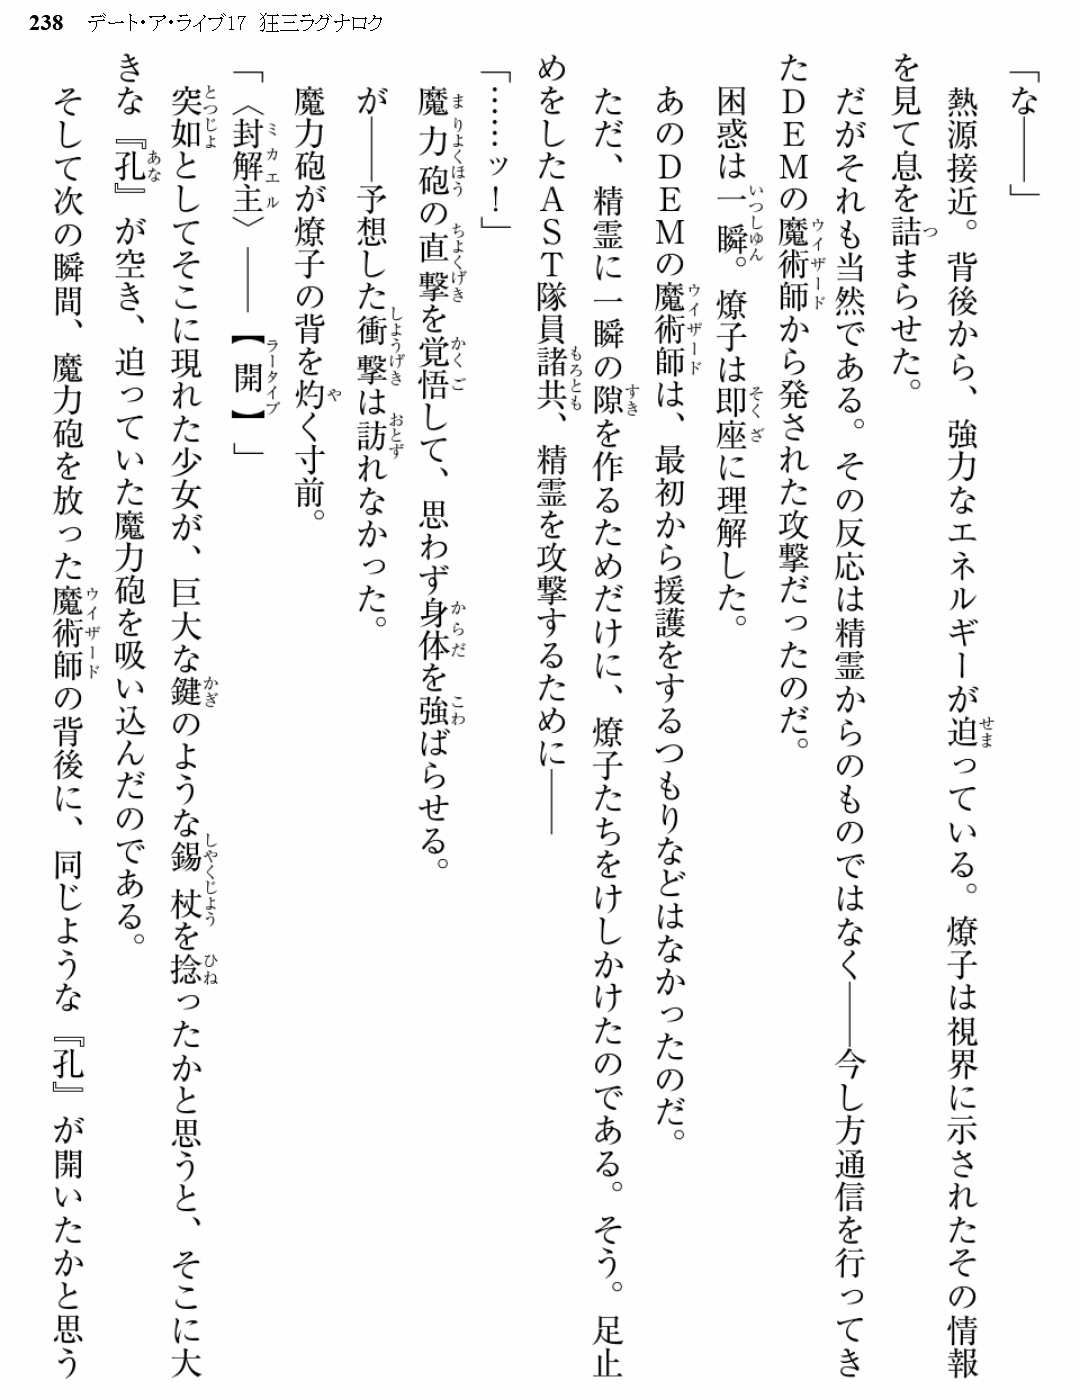 238 デート・ア・ライブ17 狂三ラグナロク
「な――」
　熱源接近。背後から、強力なエネルギーが迫っている。燎子は視界に示されたその情報
を見て息を詰まらせた。
　だがそれも当然である。その反応は精霊からのものではなく――今し方通信を行ってき
たＤＥＭの魔術師から発された攻撃だったのだ。
　困惑は一瞬。燎子は即座に理解した。
　あのＤＥＭの魔術師は、最初から援護をするつもりなどはなかったのだ。
　ただ、精霊に一瞬の隙を作るためだけに、燎子たちをけしかけたのである。そう。足止
めをしたＡＳＴ隊員諸共、精霊を攻撃するために――
「……ッ！」
　魔力砲の直撃を覚悟して、思わず身体を強ばらせる。
　が――予想した衝撃は訪れなかった。
　魔力砲が燎子の背を灼く寸前。
「〈封解主〉――【開】」
　突如としてそこに現れた少女が、巨大な鍵のような錫杖を捻ったかと思うと、そこに大
きな『孔』が空き、迫っていた魔力砲を吸い込んだのである。
　そして次の瞬間、魔力砲を放った魔術師の背後に、同じような『孔』が開いたかと思う